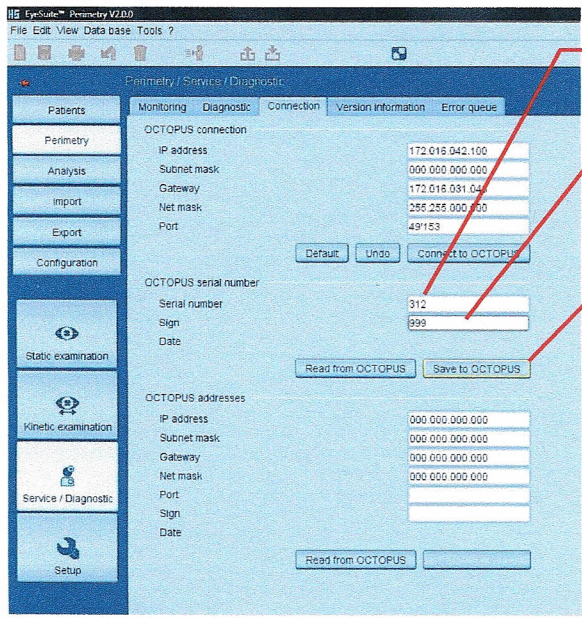 EyeSuite™ Perimetry V2.0.0
File Edit View Data base Tools ?
Perimetry / Service / Diagnostic
Patients
Perimetry
Analysis
Import
Export
Configuration
Static examination
Kinetic examination
Service / Diagnostic
Setup
Monitoring Diagnostic Connection Version information Error queue
OCTOPUS connection
IP address 172.016.042.100
Subnet mask 000.000.000.000
Gateway
Net mask 255.255.000.000
Port 49'153
Default Undo Connect to OCTOPUS
OCTOPUS serial number
Serial number 312
Sign 999
Date
Read from OCTOPUS Save to OCTOPUS
OCTOPUS addresses
IP address 000.000.000.000
Subnet mask 000.000.000.000
Gateway 000.000.000.000
Net mask 000.000.000.000
Port
Sign
Date
Read from OCTOPUS